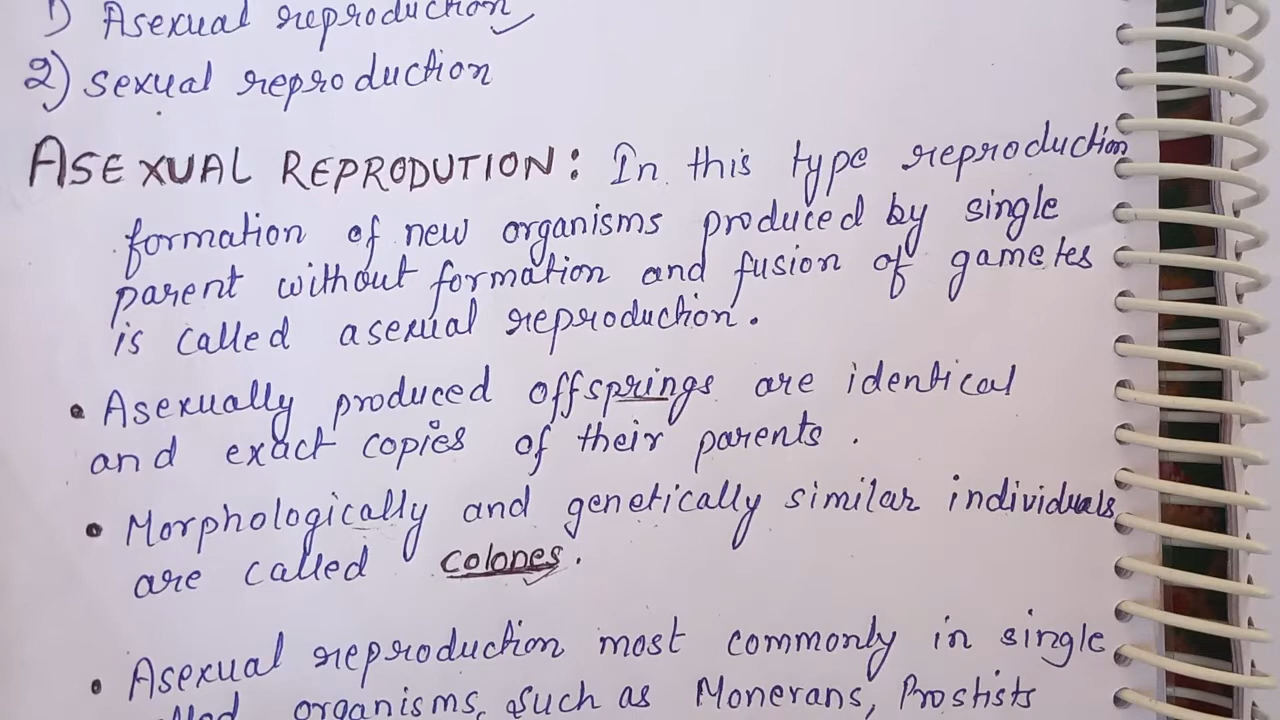 1) Asexual reproduction
2) sexual reproduction
ASEXUAL REPRODUTION: In this type reproduction
formation of new organisms produced by single
parent without formation and fusion of gametes
is called asexual reproduction.
• Asexually produced offsprings are identical
and exact copies of their parents.
• Morphologically and genetically similar individuals
are called colones.
• Asexual reproduction most commonly in single
organisms, such as Monerans, Prostists